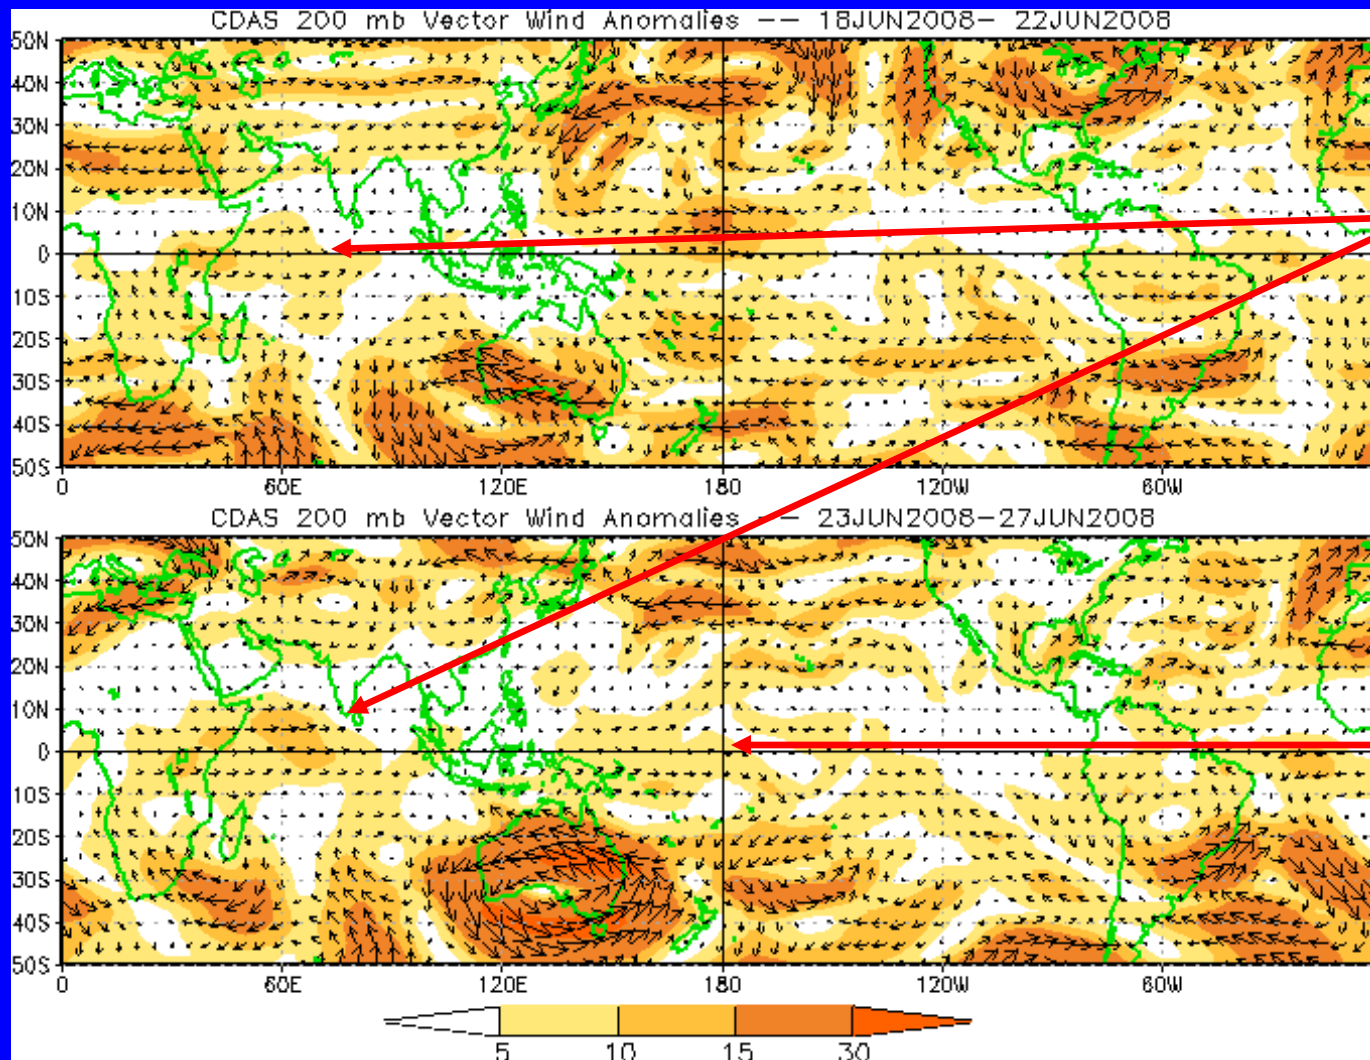 CDAS 200 mb Vector Wind Anomalies -- 18JUN2008- 22JUN2008
50N
40N
30N
20N
10N
0
10S
20S
30S
40S
50S
0 60E 120E 180 120W 60W
CDAS 200 mb Vector Wind Anomalies -- 23JUN2008-27JUN2008
50N
40N
30N
20N
10N
0
10S
20S
30S
40S
50S
0 60E 120E 180 120W 60W
5 10 15 30